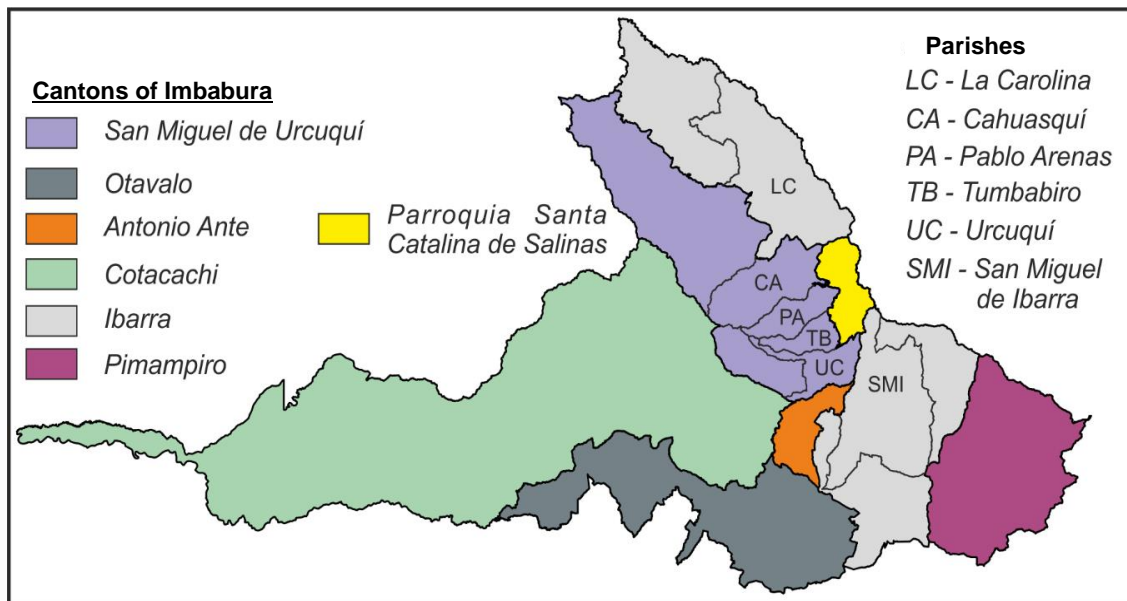 Cantons of Imbabura
San Miguel de Urcuquí
Otavalo
Antonio Ante
Cotacachi
Ibarra
Pimampiro
Parroquia Santa
Catalina de Salinas
Parishes
LC - La Carolina
CA - Cahuasquí
PA - Pablo Arenas
TB - Tumbabiro
UC - Urcuquí
SMI - San Miguel
de Ibarra
LC
CA
PA
TB
UC
SMI